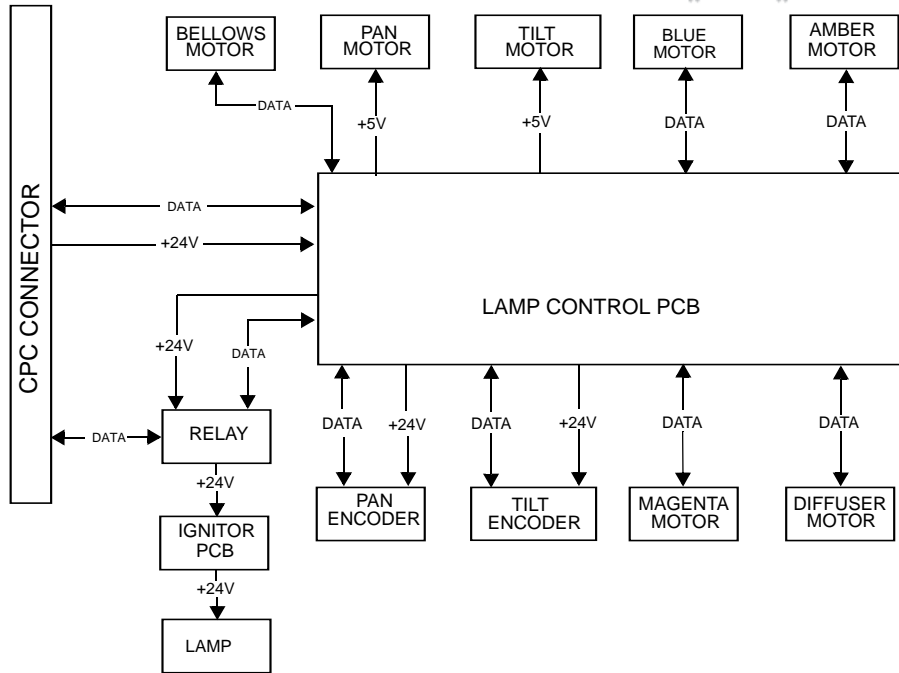 BELLOWS
MOTOR
PAN
MOTOR
TILT
MOTOR
BLUE
MOTOR
AMBER
MOTOR
DATA
+5V
+5V
DATA
DATA
CPC CONNECTOR
DATA
+24V
LAMP CONTROL PCB
+24V
DATA
DATA
RELAY
DATA
+24V
DATA
+24V
DATA
DATA
+24V
IGNITOR
PCB
PAN
ENCODER
TILT
ENCODER
MAGENTA
MOTOR
DIFFUSER
MOTOR
+24V
LAMP